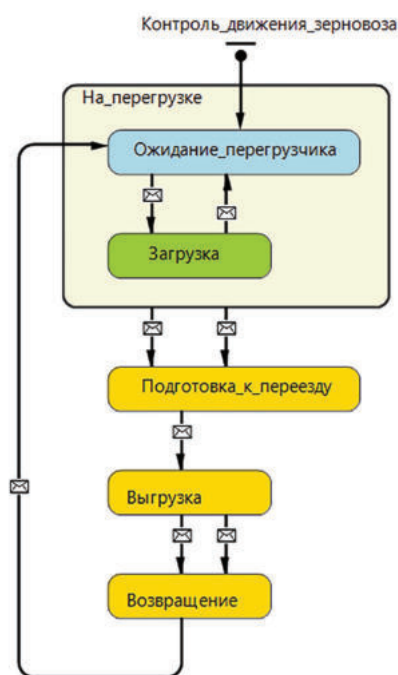 Контроль_движения_зерновоза
На_перегрузке
Ожидание_перегрузчика
Загрузка
Подготовка_к_переезду
Выгрузка
Возвращение